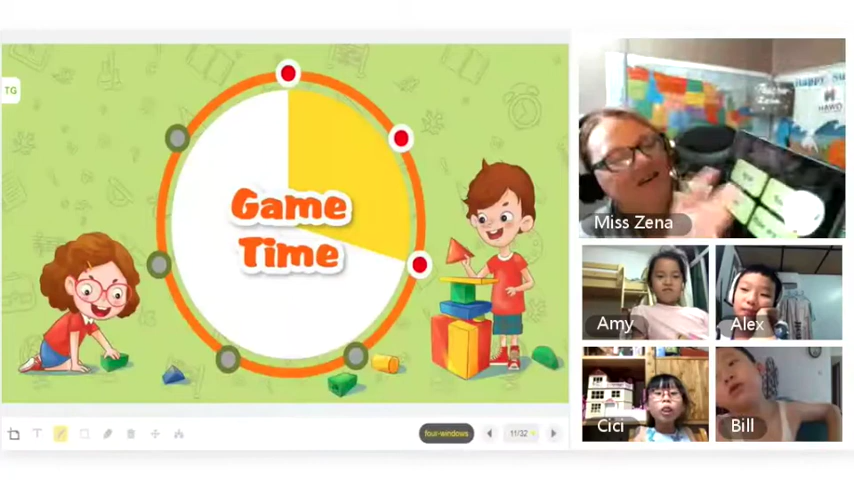 TG
Game
Time
four-windows
11/32
Miss Zena
Amy
Alex
Cici
Bill